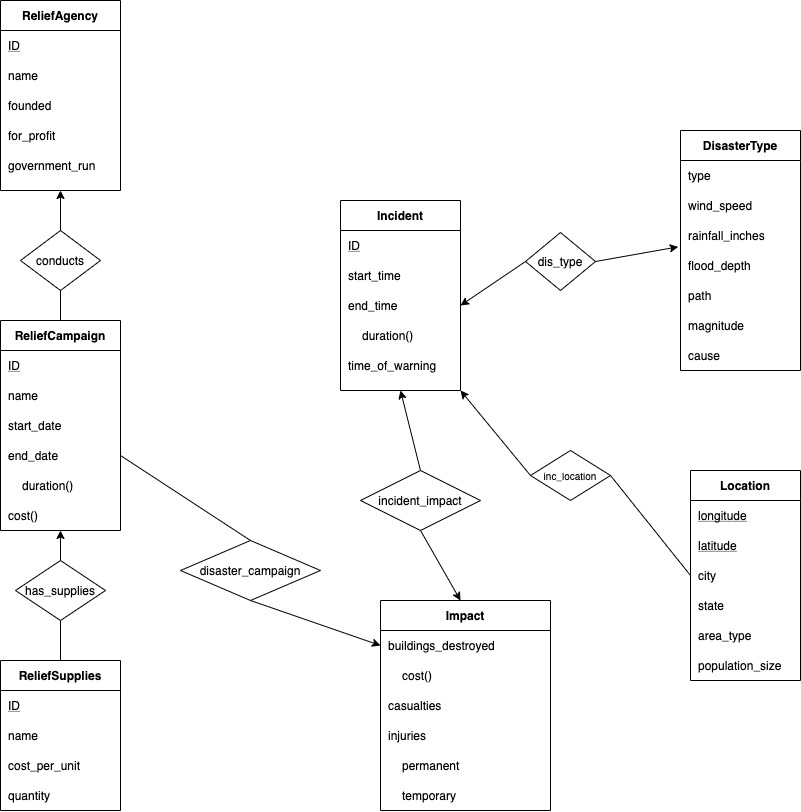 ReliefAgency
ID
name
founded
for_profit
government_run
conducts
ReliefCampaign
ID
name
start_date
end_date
duration()
cost()
has_supplies
ReliefSupplies
ID
name
cost_per_unit
quantity
disaster_campaign
Incident
ID
start_time
end_time
duration()
time_of_warning
incident_impact
Impact
buildings_destroyed
cost()
casualties
injuries
permanent
temporary
dis_type
DisasterType
type
wind_speed
rainfall_inches
flood_depth
path
magnitude
cause
inc_location
Location
longitude
latitude
city
state
area_type
population_size